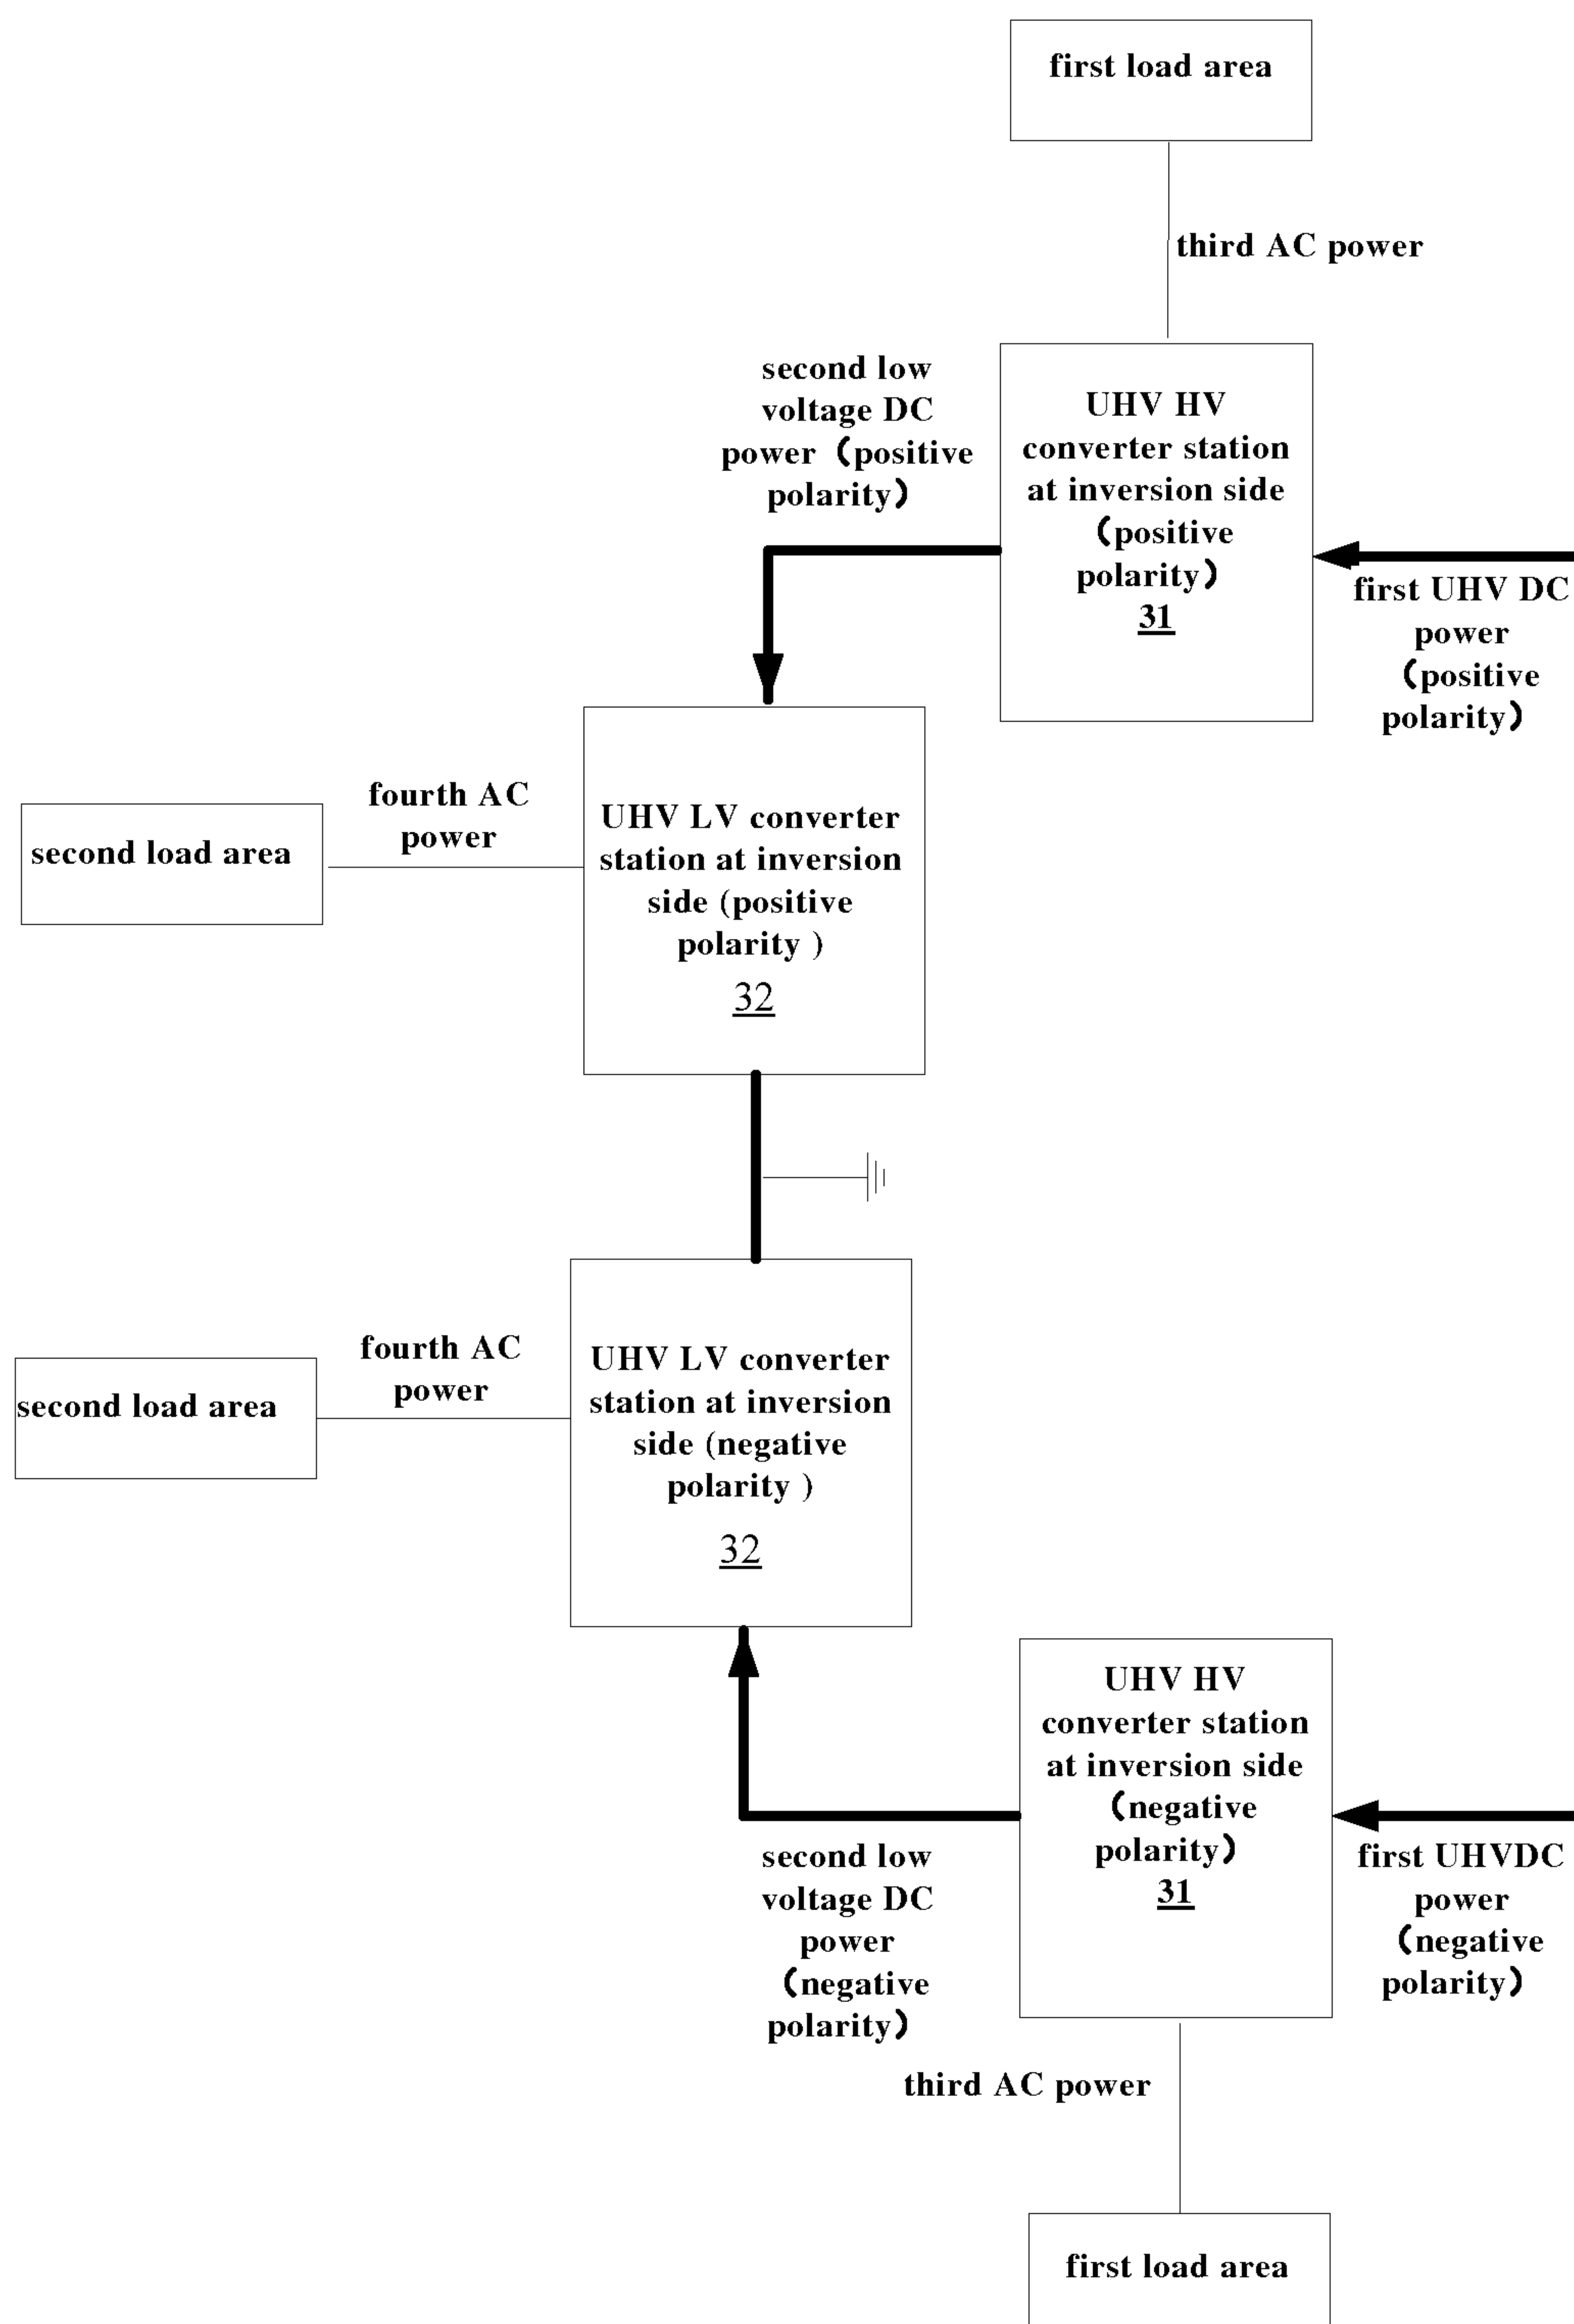 first load area
third AC power
second low
voltage DC
power（positive
polarity）
UHV HV
converter station
at inversion side
（positive
polarity）
31
first UHV DC
power
（positive
polarity）
fourth AC
power
second load area
UHV LV converter
station at inversion
side (positive
polarity )
32
fourth AC
power
second load area
UHV LV converter
station at inversion
side (negative
polarity )
32
UHV HV
converter station
at inversion side
（negative
polarity）
31
first UHVDC
power
（negative
polarity）
second low
voltage DC
power
（negative
polarity）
third AC power
first load area